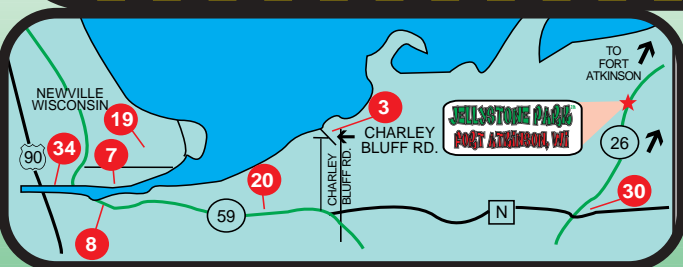 TO
FORT
ATKINSON
NEWVILLE
WISCONSIN
19
3
JELLYSTONE PARK
FORT ATKINSON, WI
CHARLEY
BLUFF RD.
26
90
34
7
CHARLEY
BLUFF RD.
20
30
59
N
8